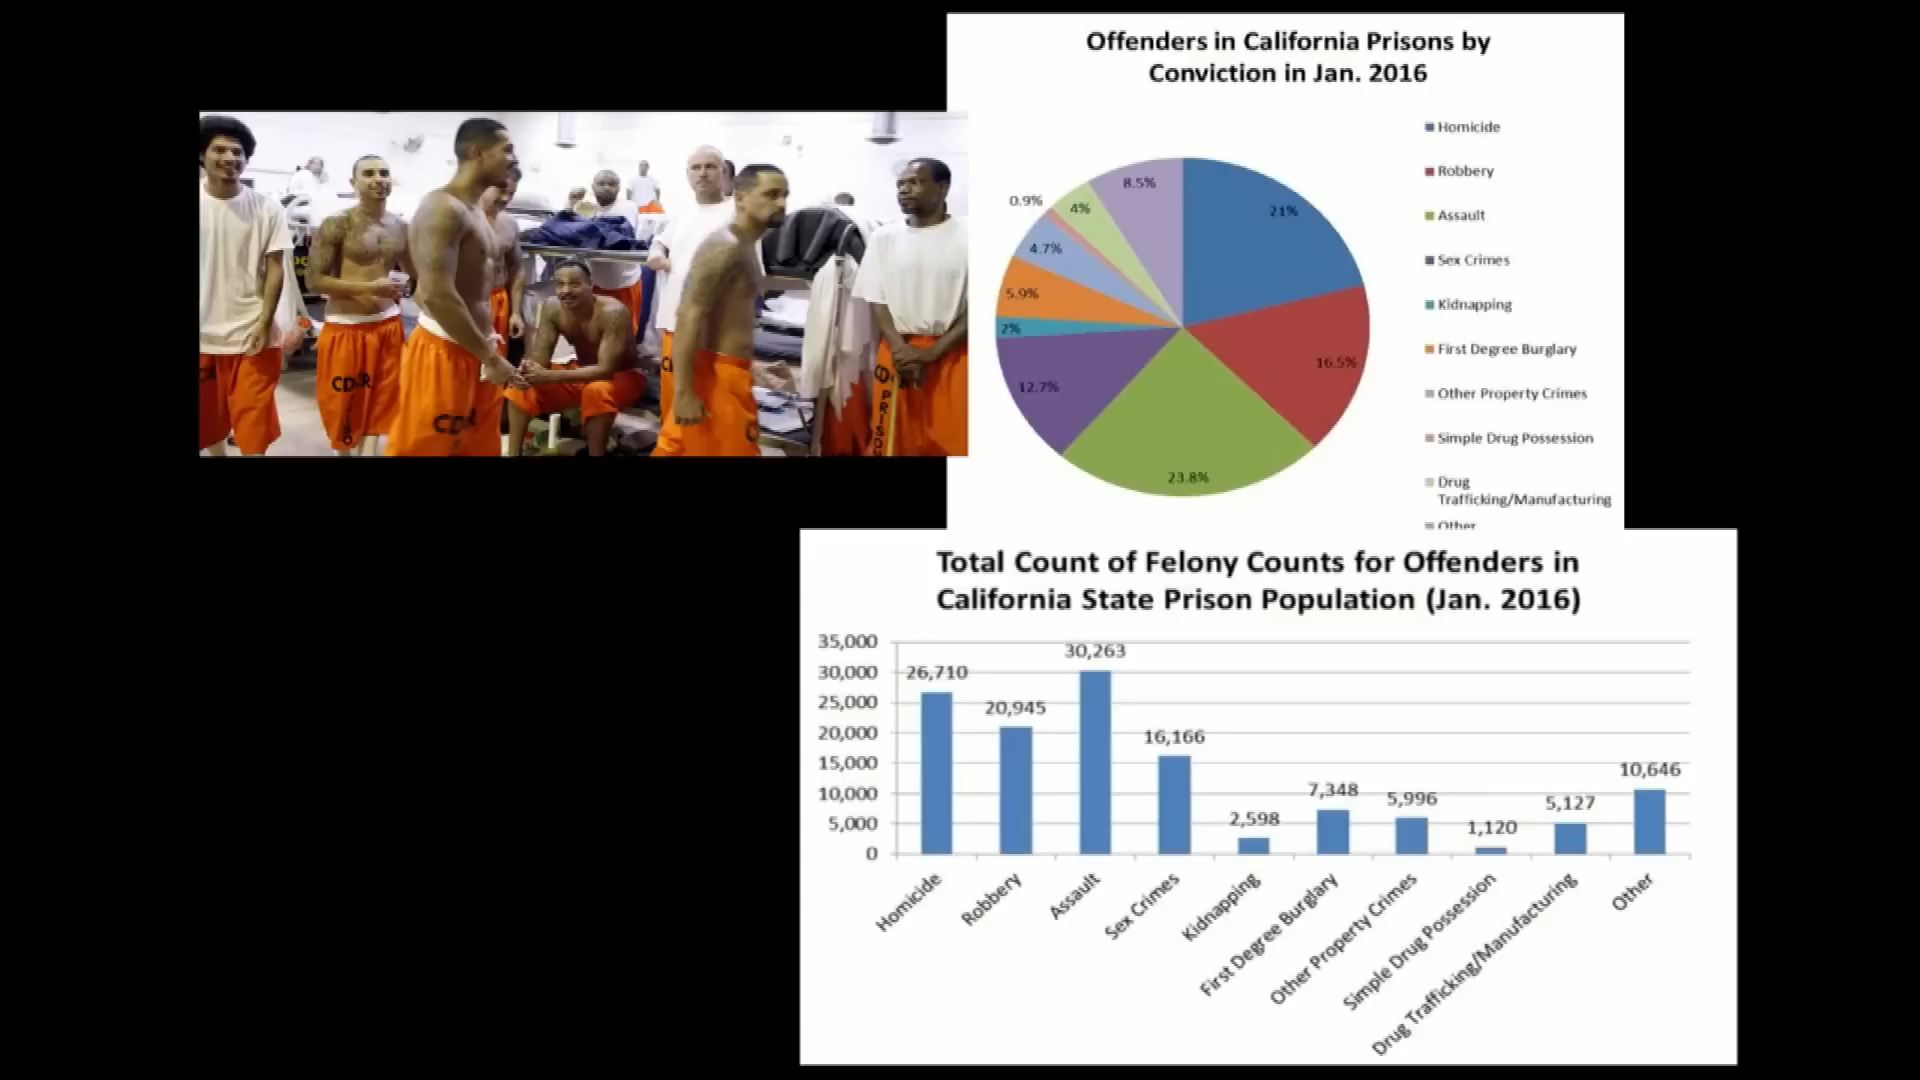 Offenders in California Prisons by
Conviction in Jan. 2016
Homicide
Robbery
Assault
Sex Crimes
Kidnapping
First Degree Burglary
Other Property Crimes
Simple Drug Possession
Drug
Trafficking/Manufacturing
Other
8.5%
21%
0.9%
4%
4.7%
5.9%
2%
16.5%
12.7%
23.8%
CDCR
CDCR
PRISO
Total Count of Felony Counts for Offenders in
California State Prison Population (Jan. 2016)
35,000
30,000
25,000
20,000
15,000
10,000
5,000
0
26,710
20,945
30,263
16,166
2,598
7,348
5,996
1,120
5,127
10,646
Homicide
Robbery
Assault
Sex Crimes
Kidnapping
First Degree Burglary
Other Property Crimes
Simple Drug Possession
Drug Trafficking/Manufacturing
Other